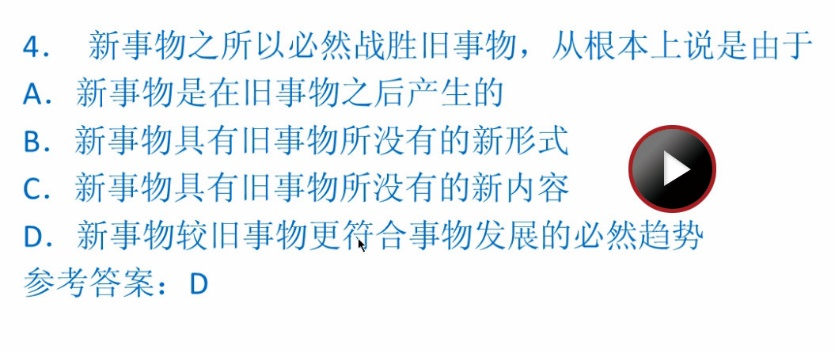 4． 新事物之所以必然战胜旧事物，从根本上说是由于
A．新事物是在旧事物之后产生的
B．新事物具有旧事物所没有的新形式
C．新事物具有旧事物所没有的新内容
D．新事物较旧事物更符合事物发展的必然趋势
参考答案：D